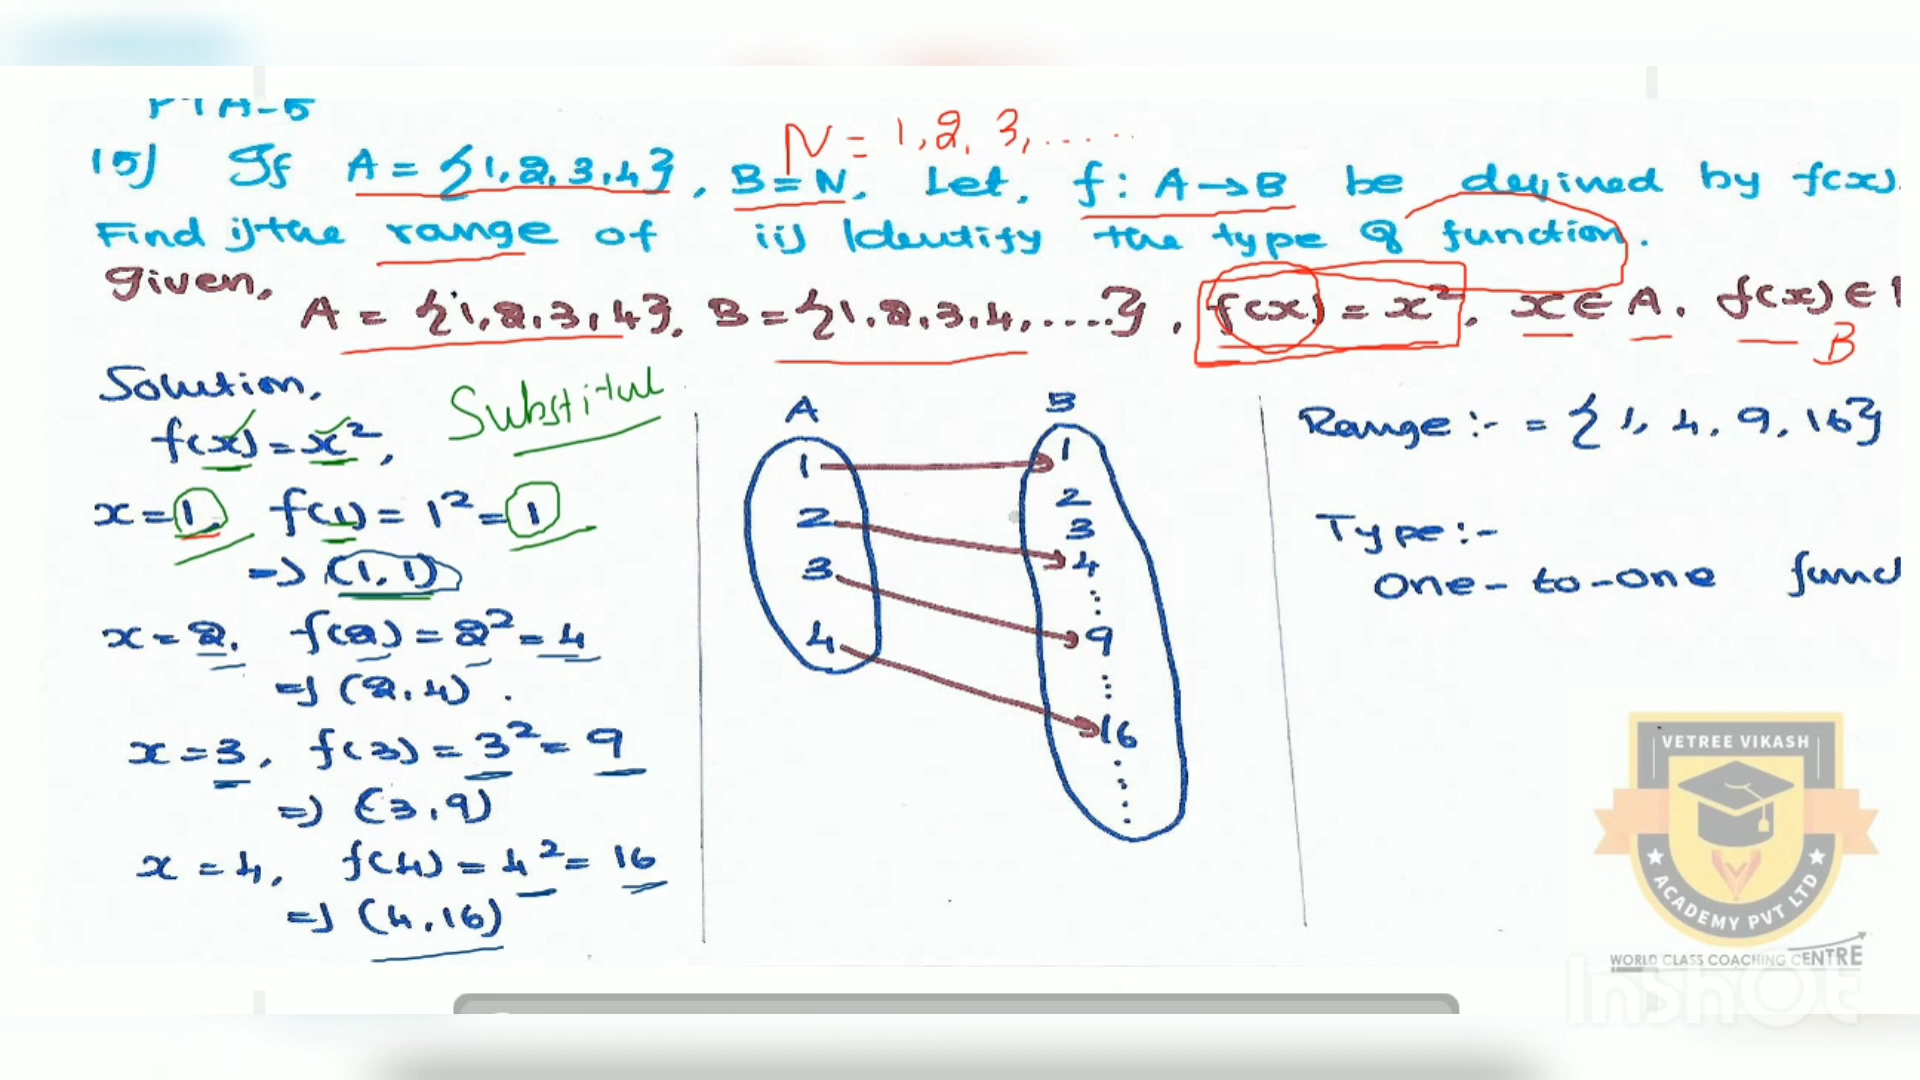 PTA-5
N = 1, 2, 3, .....
15) If A = {1, 2, 3, 4}, B = N. Let, f : A → B be defined by f(x).
Find i) the range of ii) Identify the type of function.
given,
A = {1, 2, 3, 4}, B = {1, 2, 3, 4, .....}, f(x) = x², x ∈ A. f(x) ∈
B
Solution,
f(x) = x²,
x = 1, f(1) = 1² = 1
=> (1, 1)
x = 2. f(2) = 2² = 4
=> (2, 4).
x = 3, f(3) = 3² = 9
=> (3, 9)
x = 4, f(4) = 4² = 16
=> (4, 16)
A B
1
2
3
4
1
2
3
4
⋮
9
⋮
16
⋮
Range :- = {1, 4, 9, 16}
Type :-
One-to-one func
VETREE VIKASH
ACADEMY PVT LTD
WORLD CLASS COACHING CENTRE
InShOt